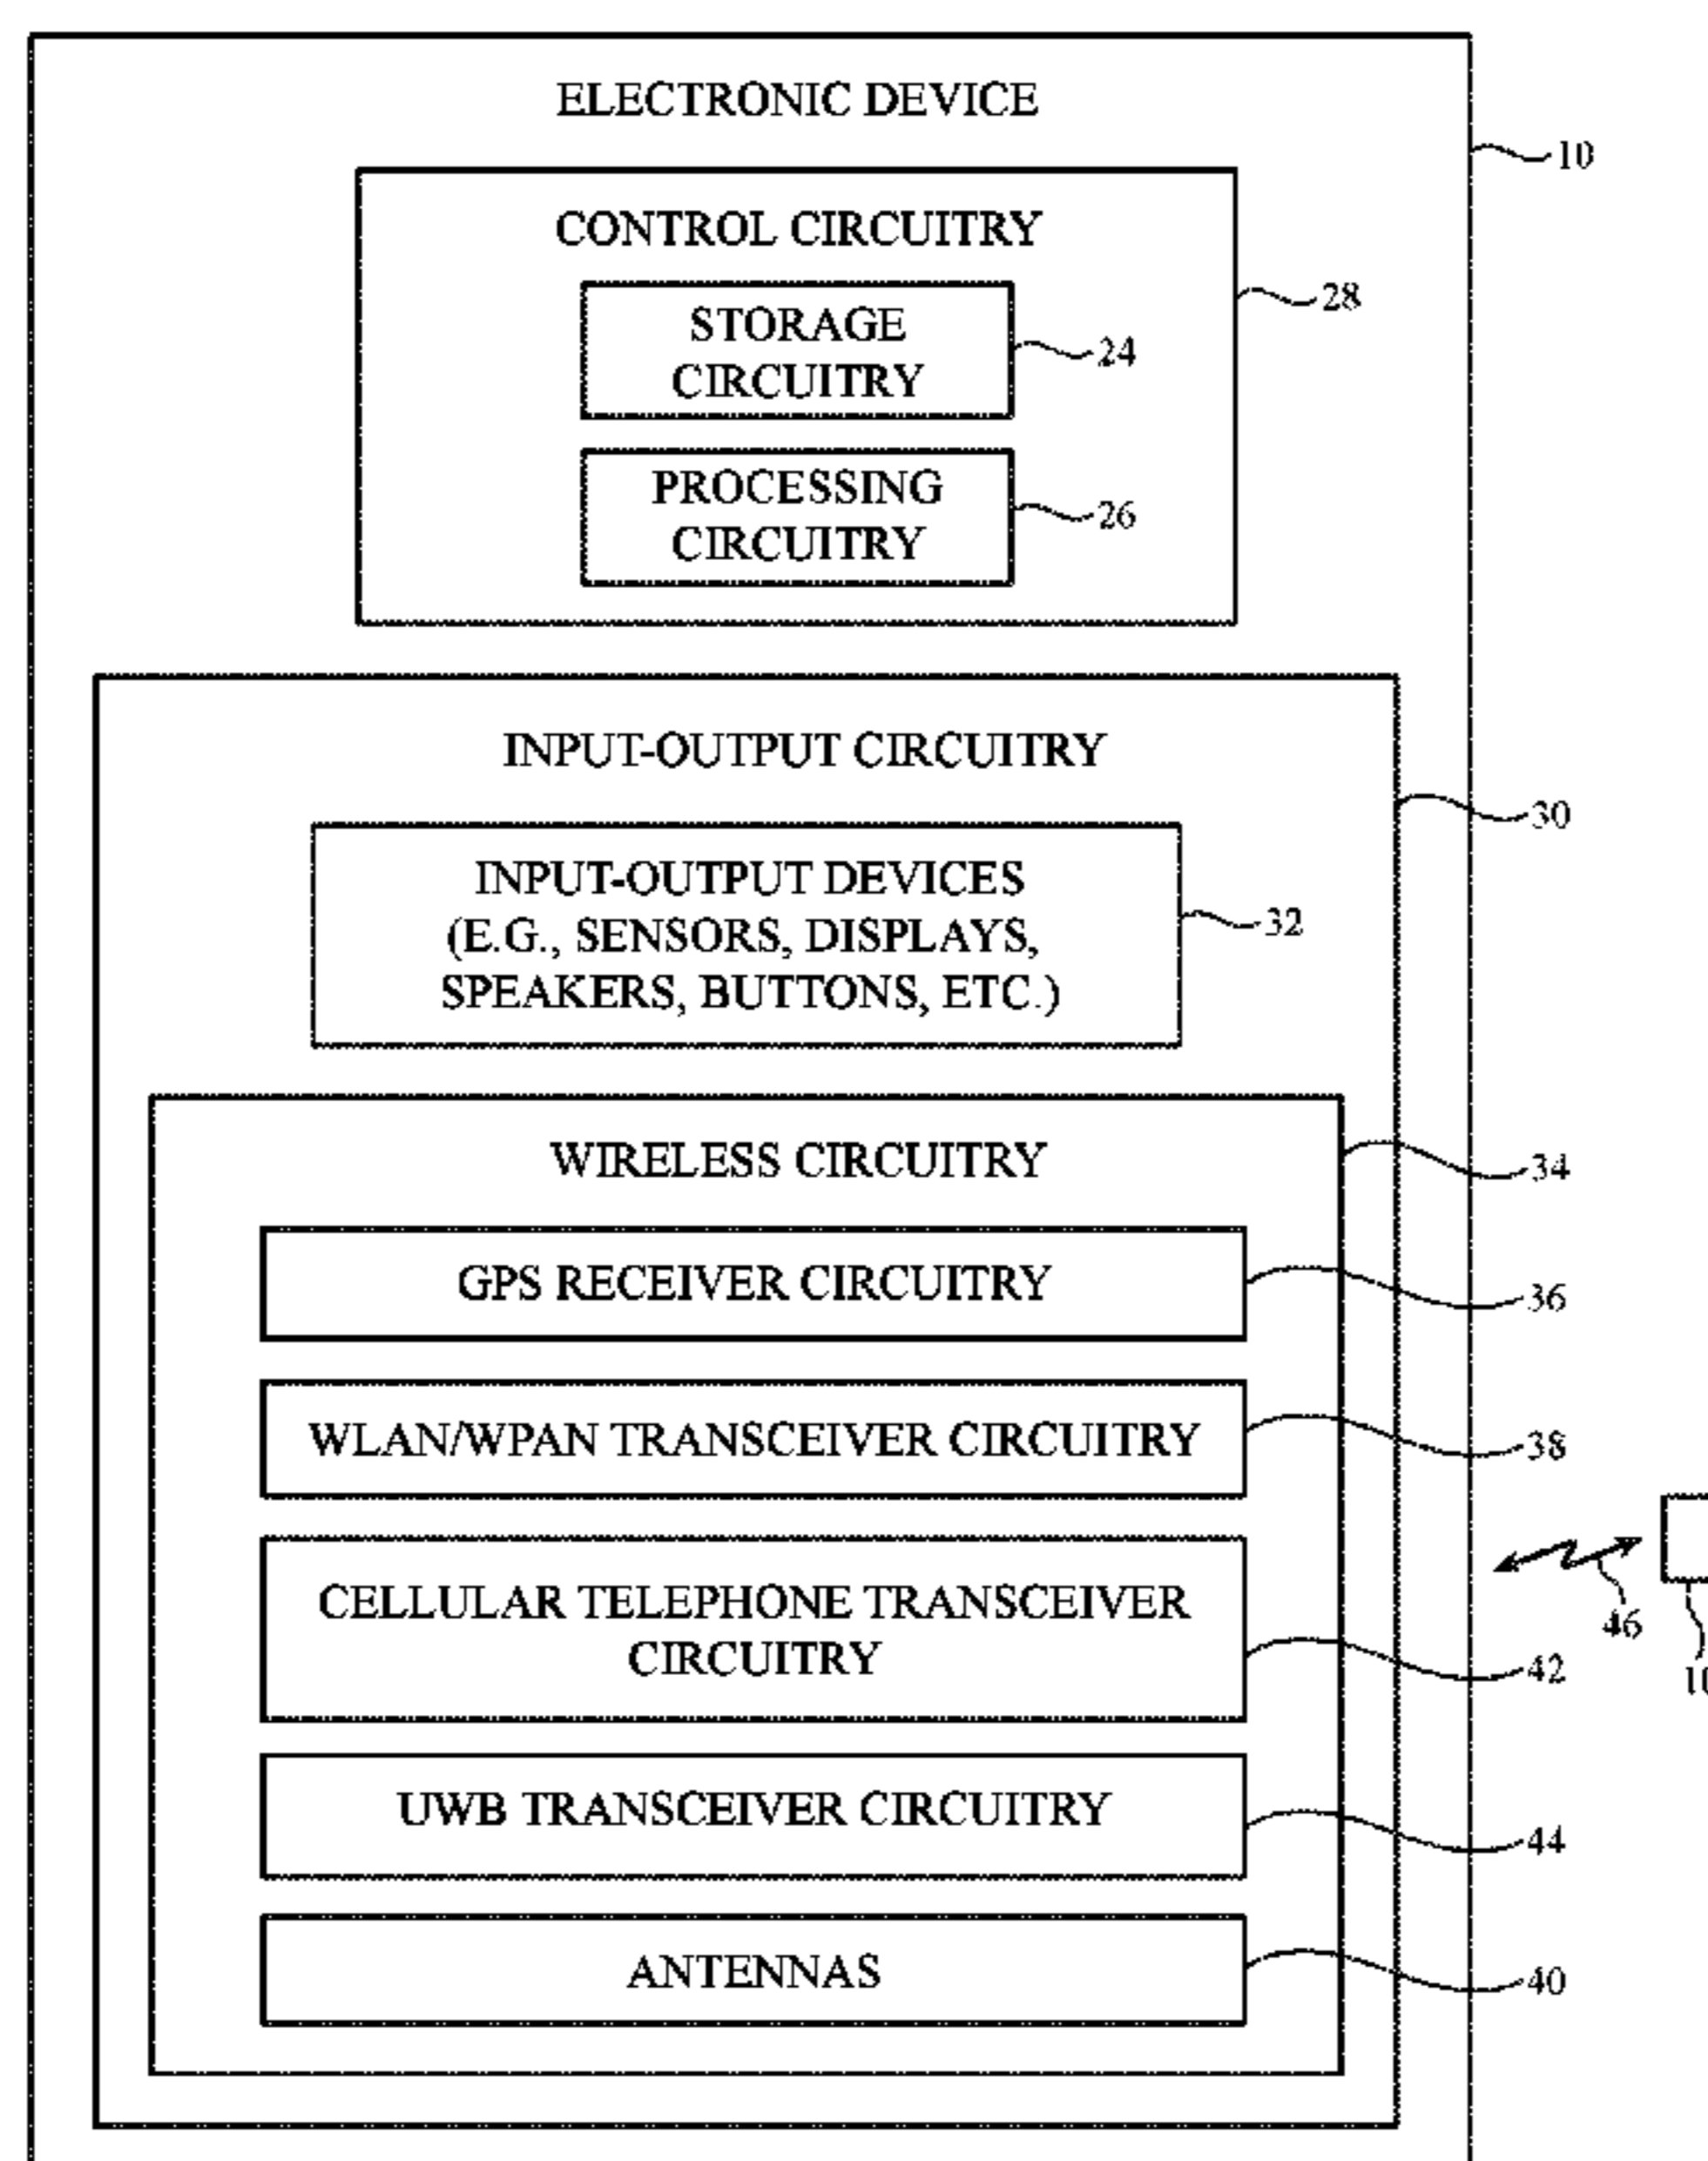 ELECTRONIC DEVICE
10
CONTROL CIRCUITRY
28
STORAGE
CIRCUITRY
24
PROCESSING
CIRCUITRY
26
INPUT-OUTPUT CIRCUITRY
30
INPUT-OUTPUT DEVICES
(E.G., SENSORS, DISPLAYS,
SPEAKERS, BUTTONS, ETC.)
32
WIRELESS CIRCUITRY
34
GPS RECEIVER CIRCUITRY
36
WLAN/WPAN TRANSCEIVER CIRCUITRY
38
CELLULAR TELEPHONE TRANSCEIVER
CIRCUITRY
42
46
UWB TRANSCEIVER CIRCUITRY
44
ANTENNAS
40